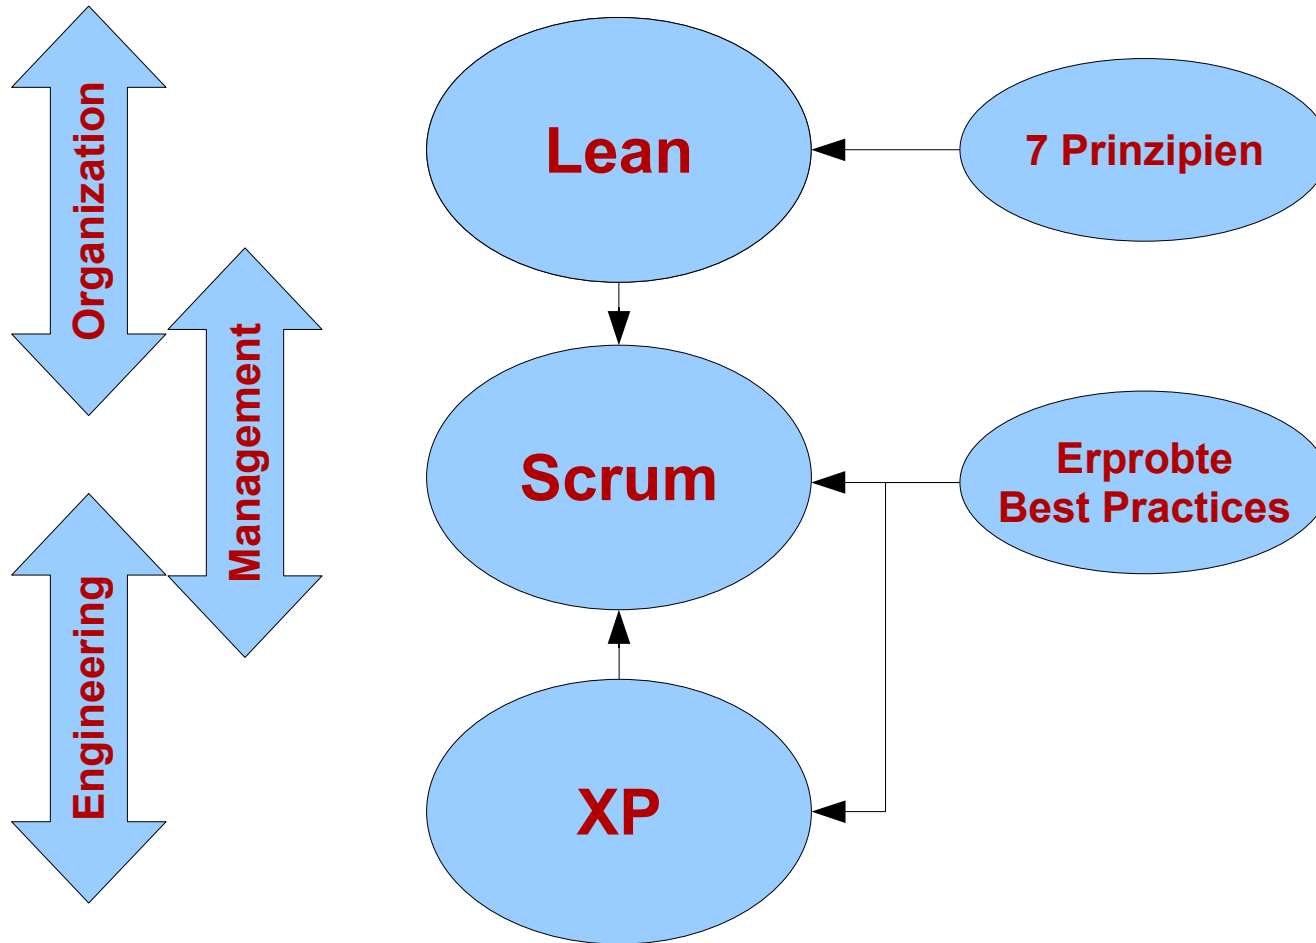 Organization
Management
Engineering
Lean
7 Prinzipien
Scrum
Erprobte
Best Practices
XP